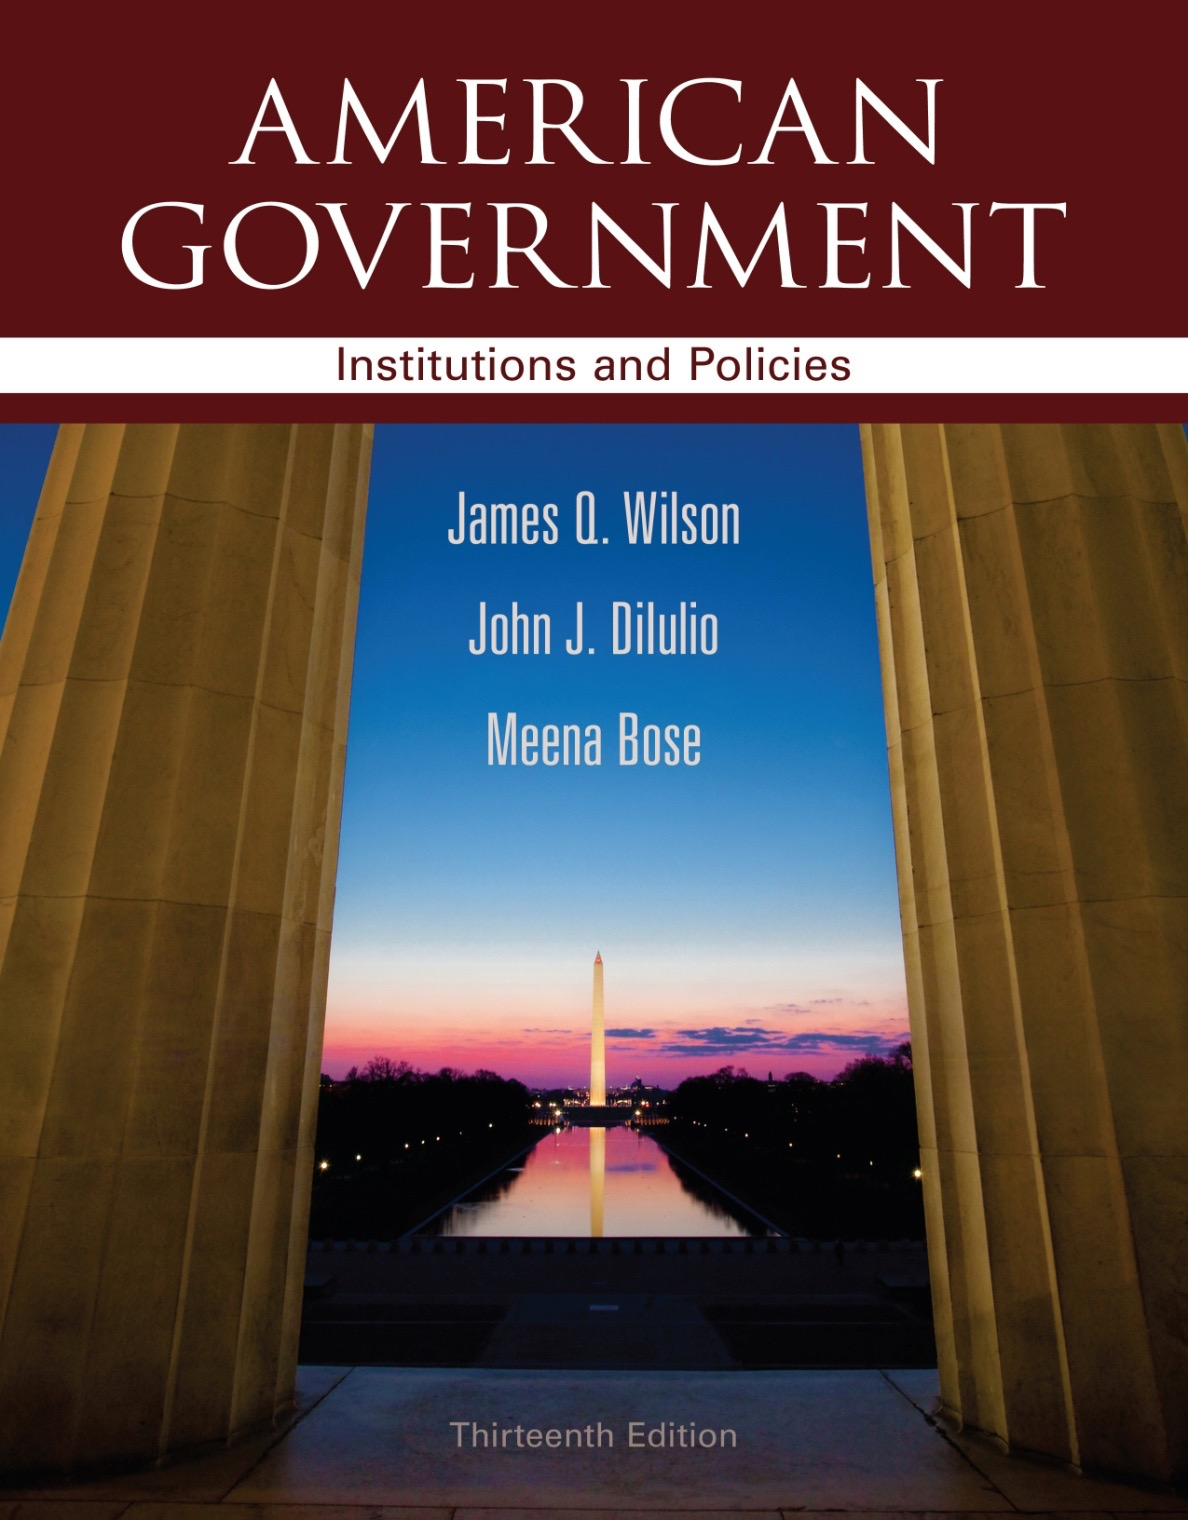 AMERICAN
GOVERNMENT
Institutions and Policies
James Q. Wilson
John J. DiIulio
Meena Bose
Thirteenth Edition